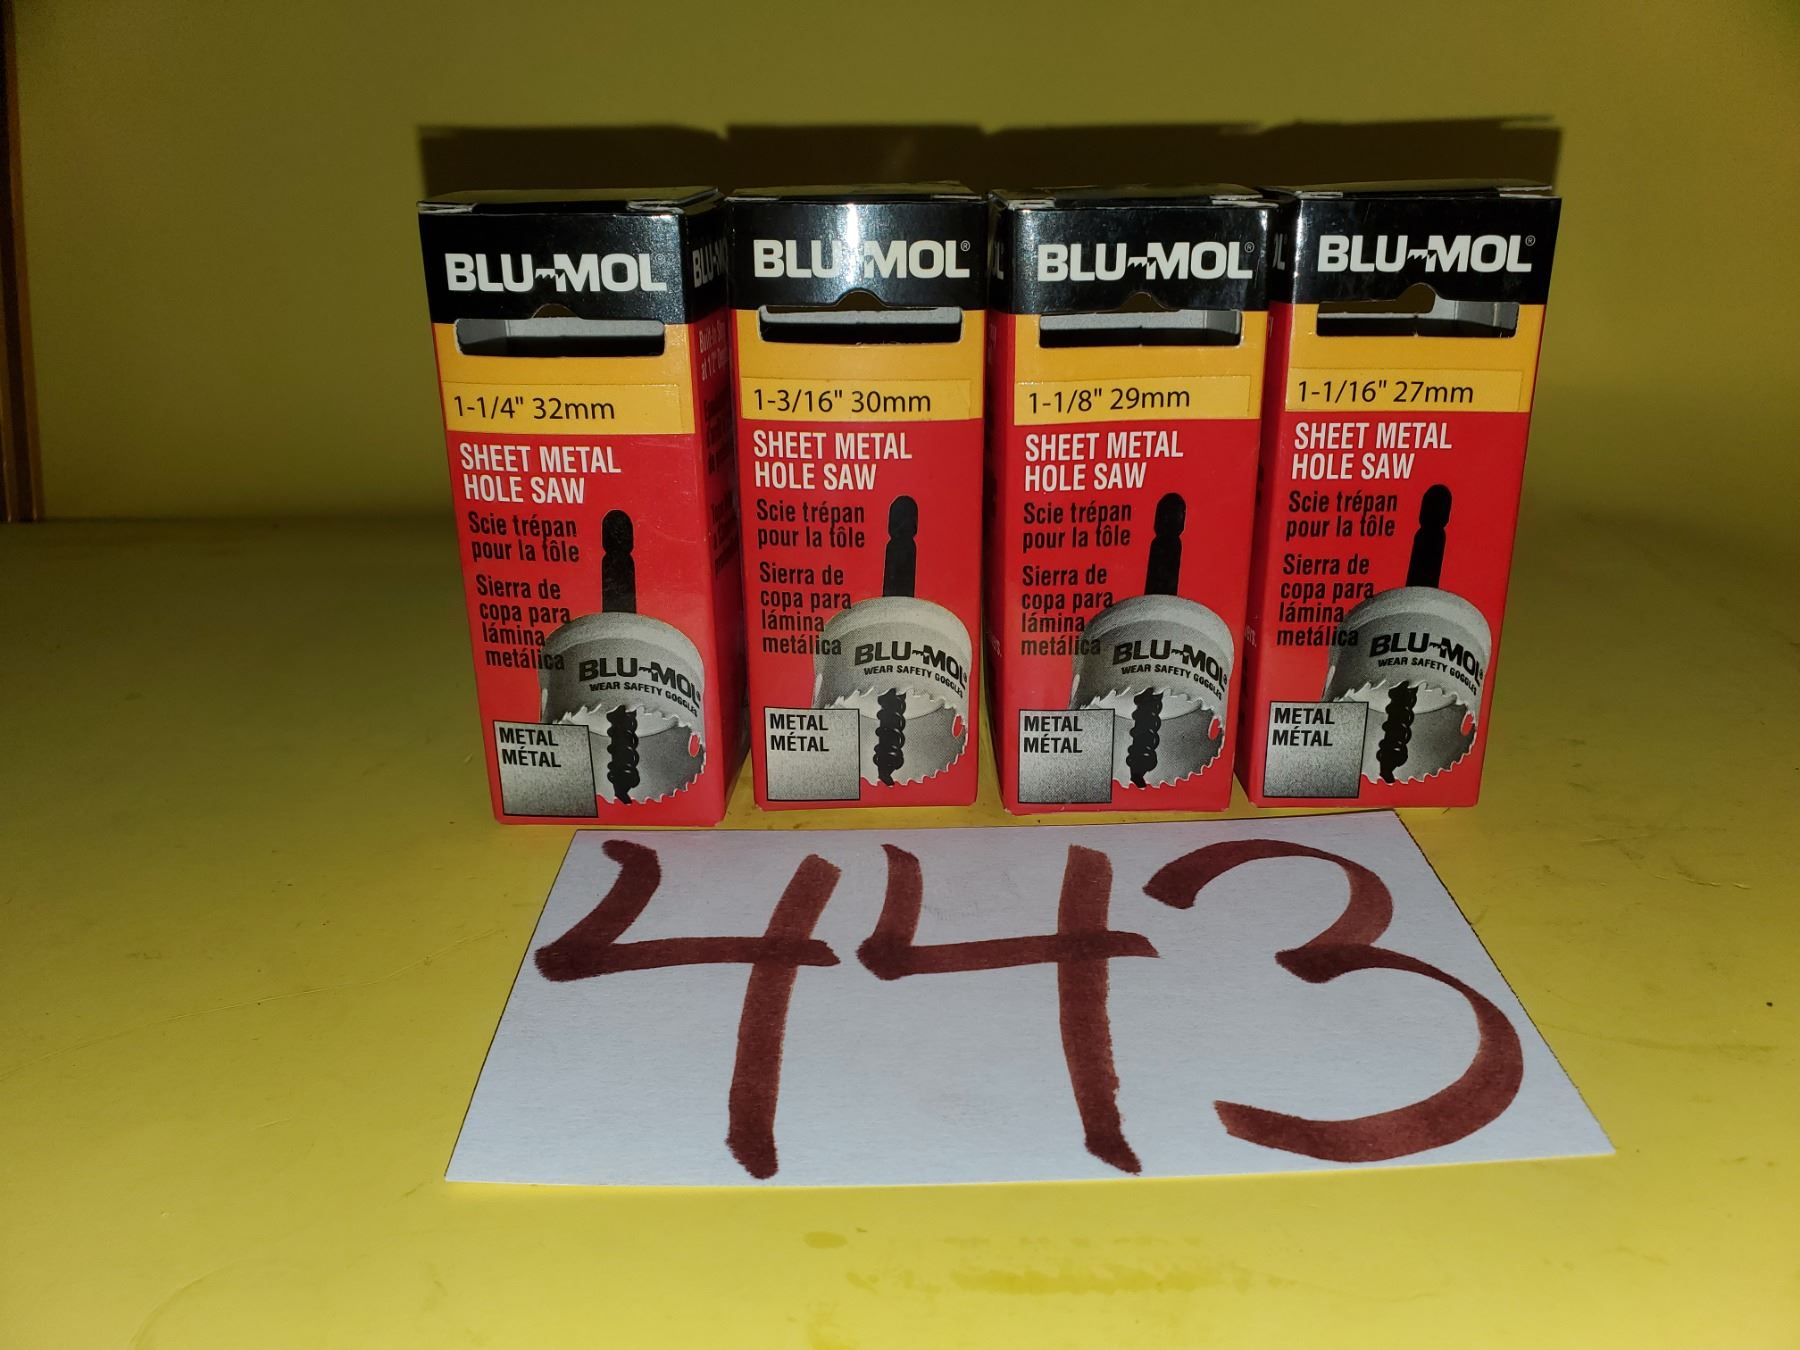 BLU-MOL®
1-1/4" 32mm
SHEET METAL
HOLE SAW
Scie trépan
pour la tôle
Sierra de
copa para
lámina
metálica
BLU-MOL®
WEAR SAFETY GOGGLES
METAL
MÉTAL
BLU-MOL®
1-3/16" 30mm
SHEET METAL
HOLE SAW
Scie trépan
pour la tôle
Sierra de
copa para
lámina
metálica
BLU-MOL
WEAR SAFETY GOGGLES
METAL
MÉTAL
BLU-MOL®
1-1/8" 29mm
SHEET METAL
HOLE SAW
Scie trépan
pour la tôle
Sierra de
copa para
lámina
metálica
BLU-MOL®
WEAR SAFETY GOGGLES
METAL
MÉTAL
BLU-MOL®
1-1/16" 27mm
SHEET METAL
HOLE SAW
Scie trépan
pour la tôle
Sierra de
copa para
lámina
metálica
BLU-MOL®
WEAR SAFETY GOGGLES
METAL
MÉTAL
443